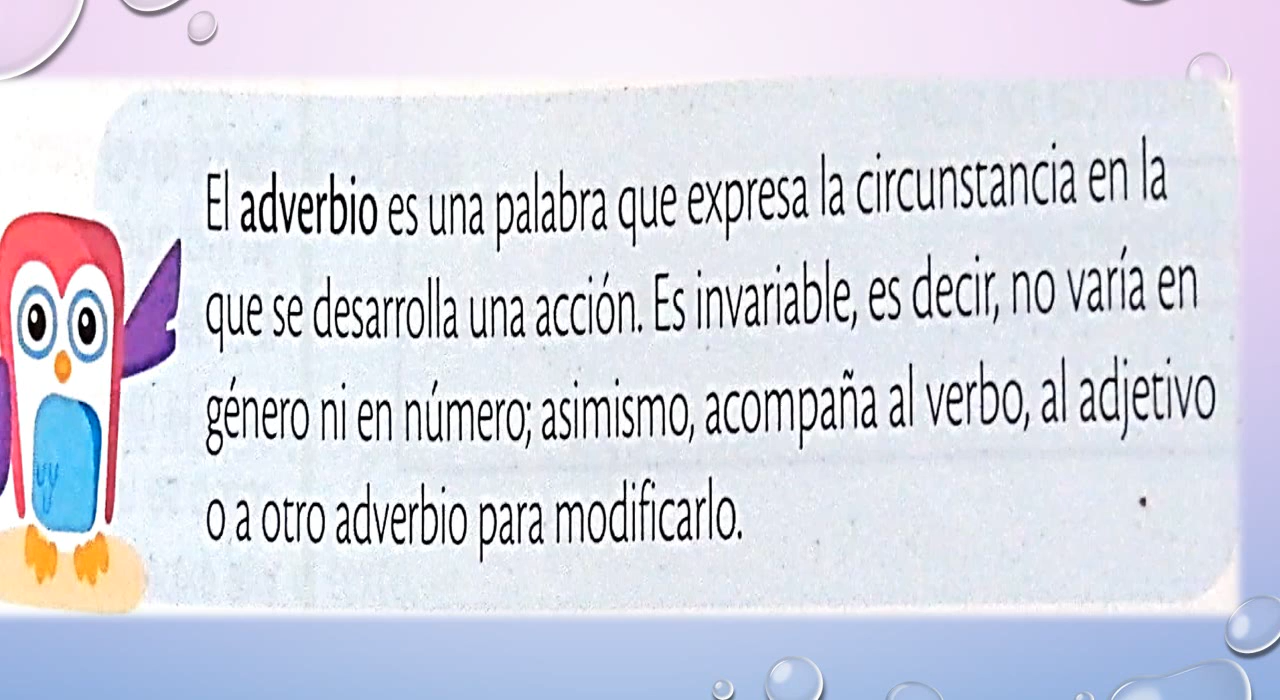 El adverbio es una palabra que expresa la circunstancia en la
que se desarrolla una acción. Es invariable, es decir, no varía en
género ni en número; asimismo, acompaña al verbo, al adjetivo
o a otro adverbio para modificarlo.